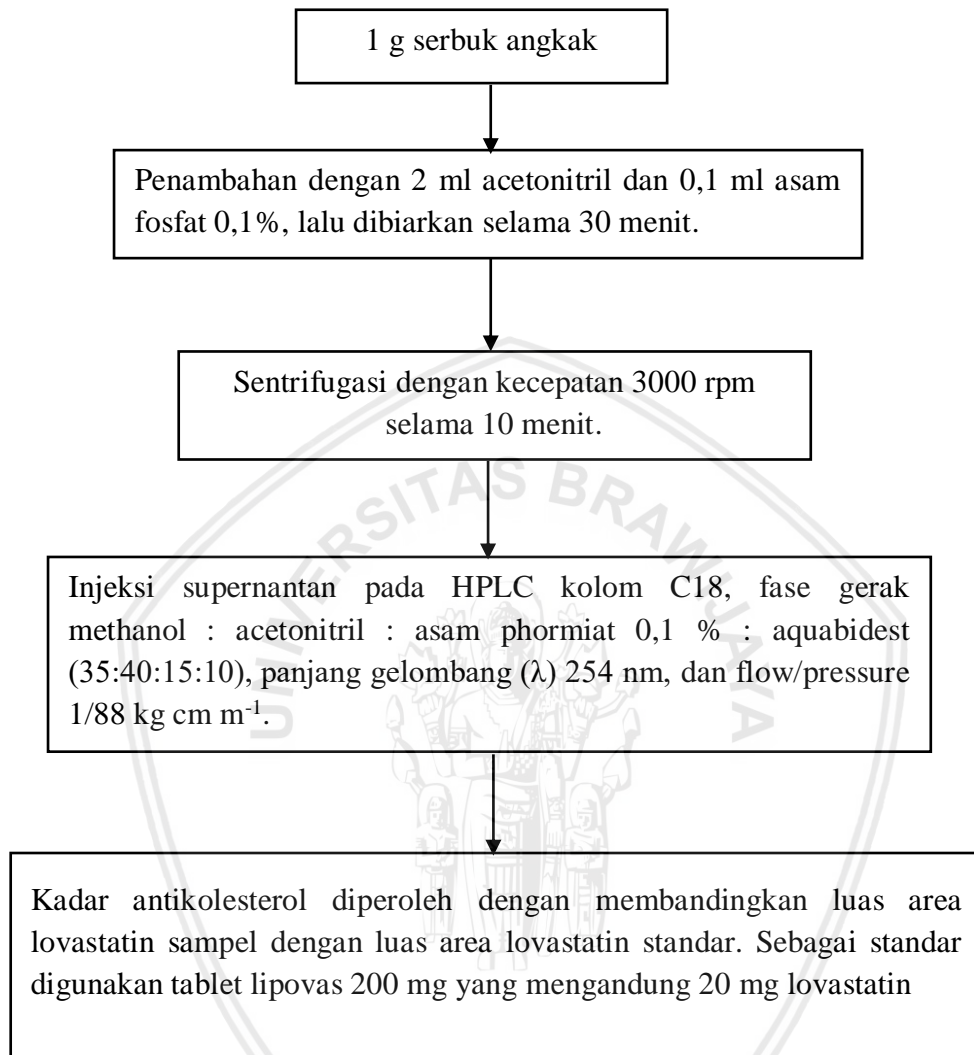 1 g serbuk angkak
Penambahan dengan 2 ml acetonitril dan 0,1 ml asam
fosfat 0,1%, lalu dibiarkan selama 30 menit.
Sentrifugasi dengan kecepatan 3000 rpm
selama 10 menit.
Injeksi supernantan pada HPLC kolom C18, fase gerak
methanol : acetonitril : asam phormiat 0,1 % : aquabidest
(35:40:15:10), panjang gelombang (λ) 254 nm, dan flow/pressure
1/88 kg cm m⁻¹.
Kadar antikolesterol diperoleh dengan membandingkan luas area
lovastatin sampel dengan luas area lovastatin standar. Sebagai standar
digunakan tablet lipovas 200 mg yang mengandung 20 mg lovastatin
UNIVERSITAS BRAWIJAYA